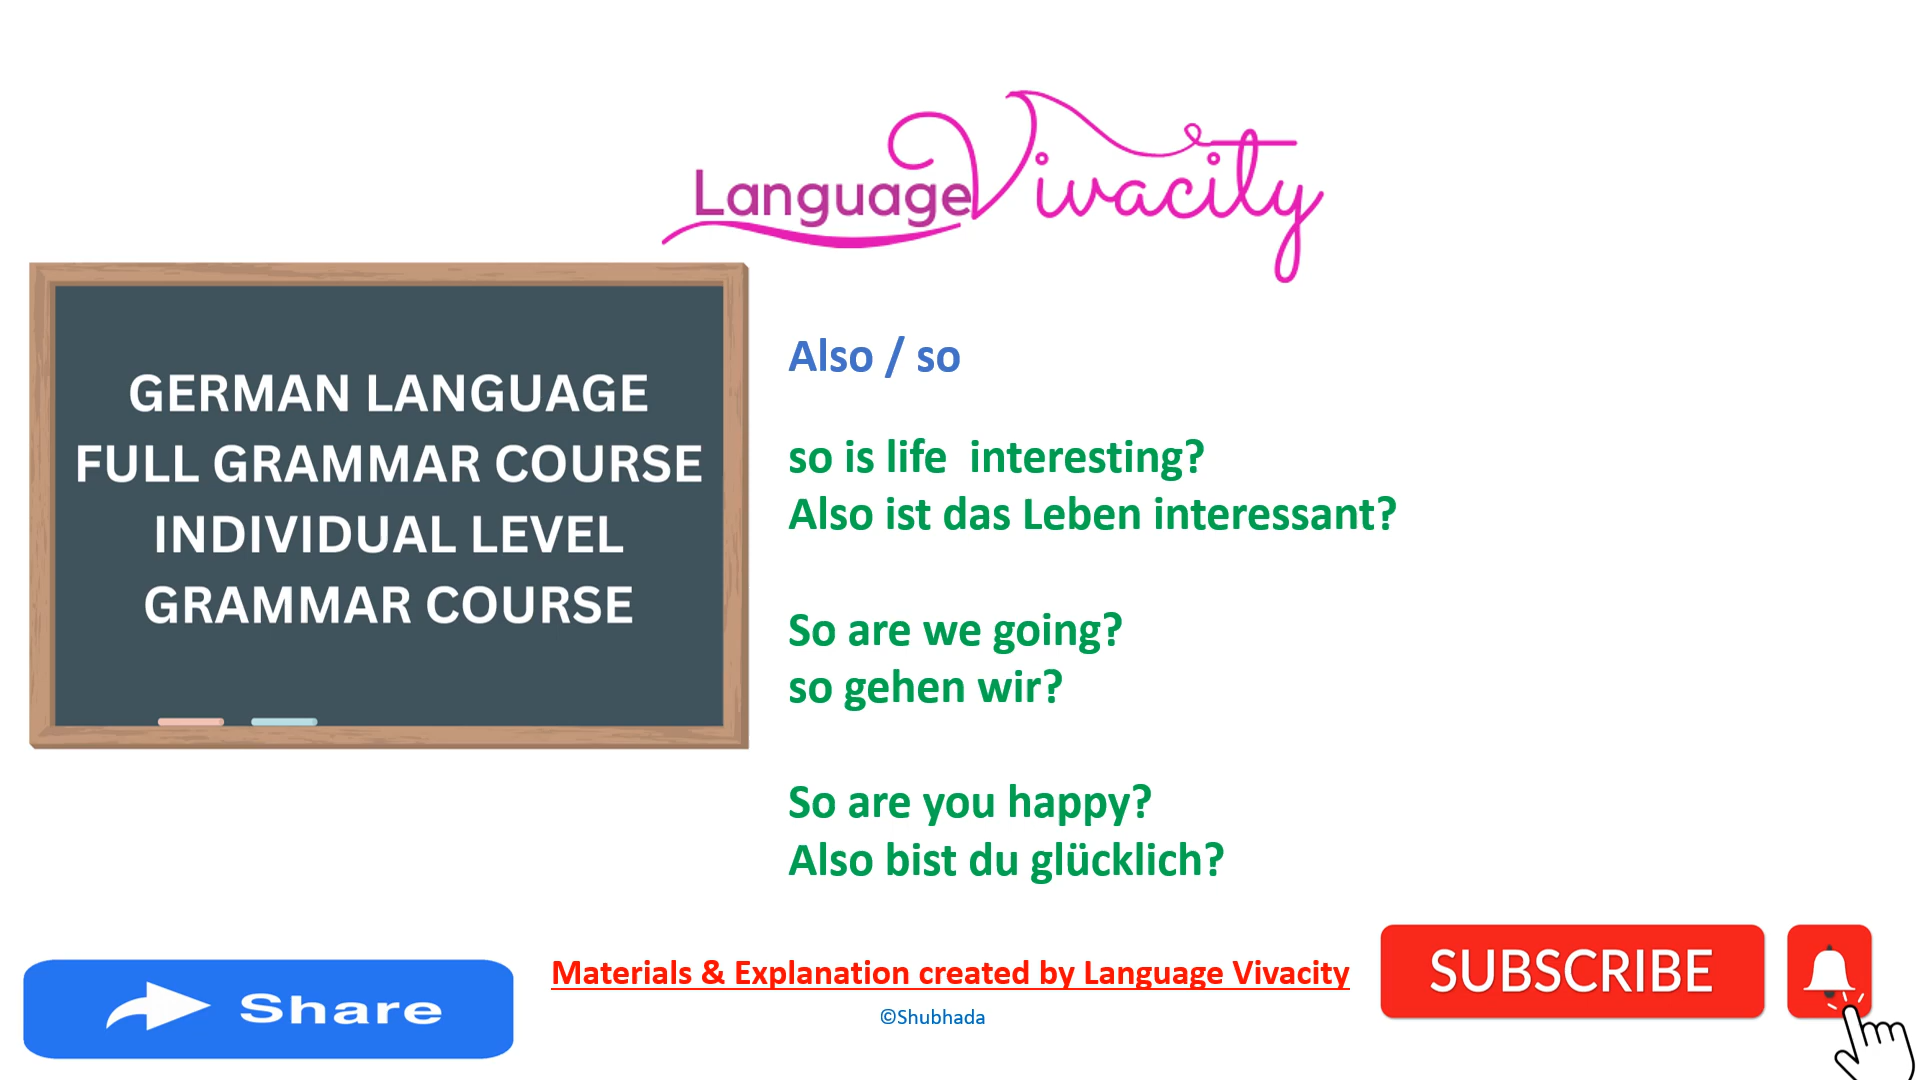 Language Vivacity
GERMAN LANGUAGE
FULL GRAMMAR COURSE
INDIVIDUAL LEVEL
GRAMMAR COURSE
Also / so
so is life  interesting?
Also ist das Leben interessant?
So are we going?
so gehen wir?
So are you happy?
Also bist du glücklich?
Share
Materials & Explanation created by Language Vivacity
©Shubhada
SUBSCRIBE